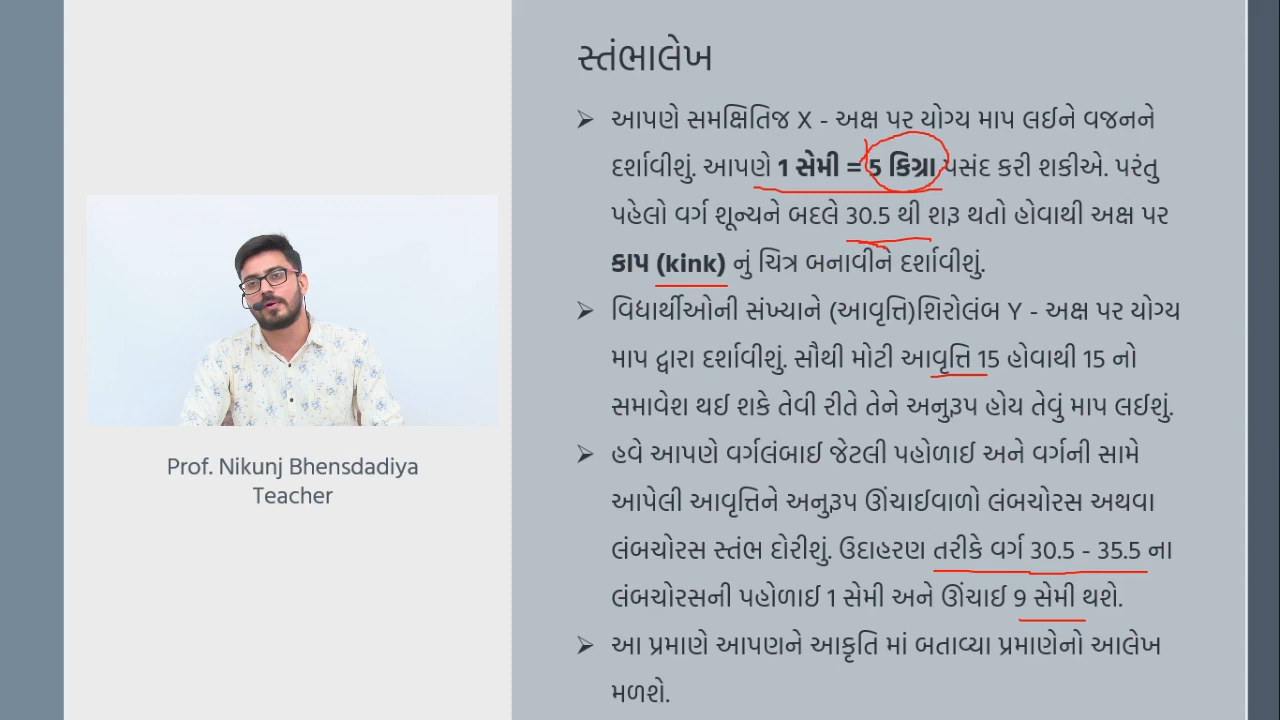 સ્તંભાલેખ
➢ આપણે સમક્ષિતિજ X - અક્ષ પર યોગ્ય માપ લઈને વજનને
દર્શાવીશું. આપણે 1 સેમી = 5 કિગ્રા પસંદ કરી શકીએ. પરંતુ
પહેલો વર્ગ શૂન્યને બદલે 30.5 થી શરૂ થતો હોવાથી અક્ષ પર
કાપ (kink) નું ચિત્ર બનાવીને દર્શાવીશું.
➢ વિદ્યાર્થીઓની સંખ્યાને (આવૃત્તિ)શિરોલંબ Y - અક્ષ પર યોગ્ય
માપ દ્વારા દર્શાવીશું. સૌથી મોટી આવૃત્તિ 15 હોવાથી 15 નો
સમાવેશ થઈ શકે તેવી રીતે તેને અનુરૂપ હોય તેવું માપ લઈશું.
➢ હવે આપણે વર્ગલંબાઈ જેટલી પહોળાઈ અને વર્ગની સામે
આપેલી આવૃત્તિને અનુરૂપ ઊંચાઈવાળો લંબચોરસ અથવા
લંબચોરસ સ્તંભ દોરીશું. ઉદાહરણ તરીકે વર્ગ 30.5 - 35.5 ના
લંબચોરસની પહોળાઈ 1 સેમી અને ઊંચાઈ 9 સેમી થશે.
➢ આ પ્રમાણે આપણને આકૃતિ માં બતાવ્યા પ્રમાણેનો આલેખ
મળશે.
Prof. Nikunj Bhensdadiya
Teacher